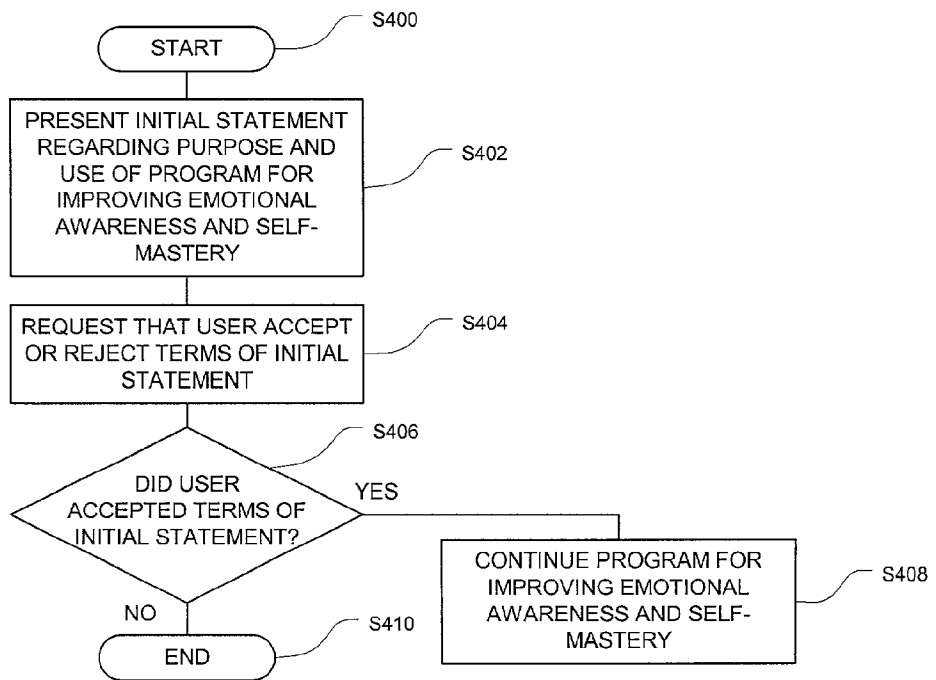 START
S400
PRESENT INITIAL STATEMENT
REGARDING PURPOSE AND
USE OF PROGRAM FOR
IMPROVING EMOTIONAL
AWARENESS AND SELF-
MASTERY
S402
REQUEST THAT USER ACCEPT
OR REJECT TERMS OF INITIAL
STATEMENT
S404
DID USER
ACCEPTED TERMS OF
INITIAL STATEMENT?
S406
YES
CONTINUE PROGRAM FOR
IMPROVING EMOTIONAL
AWARENESS AND SELF-
MASTERY
S408
NO
END
S410